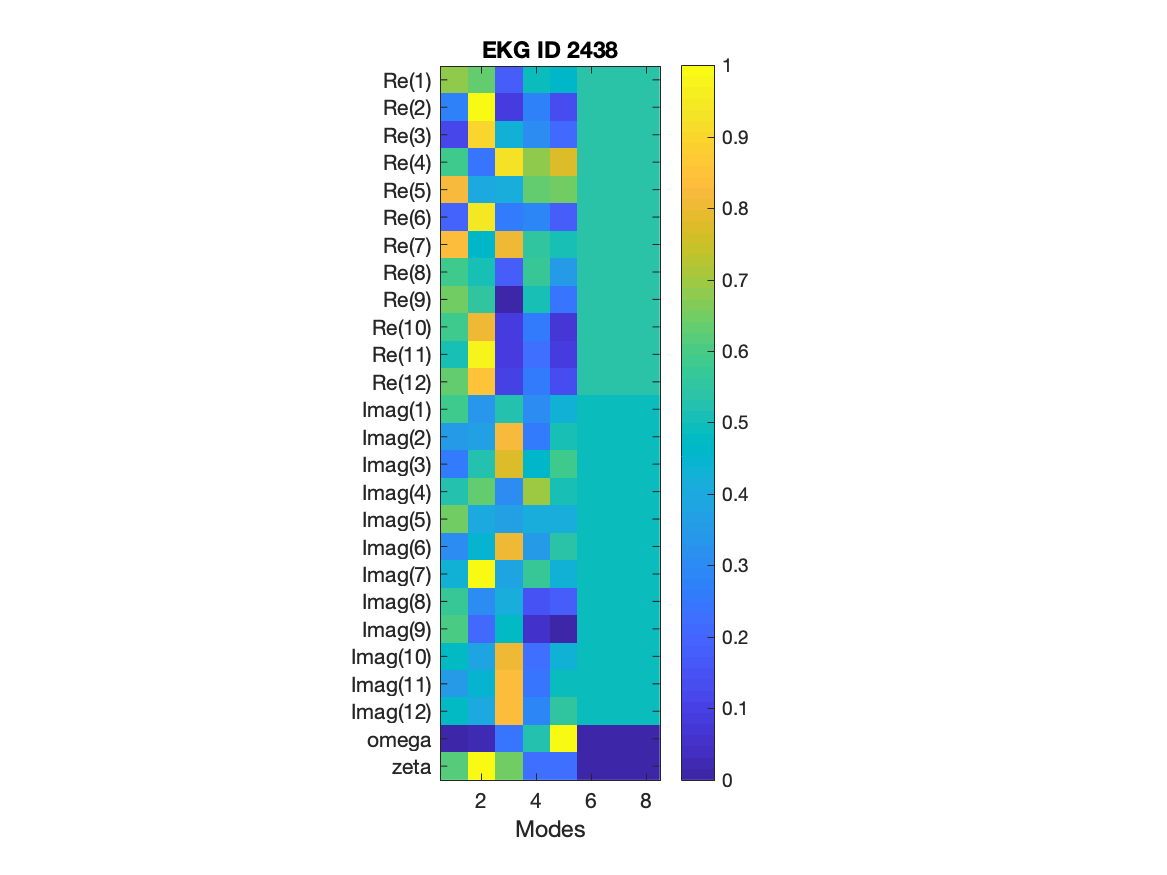 EKG ID 2438
Re(1)
Re(2)
Re(3)
Re(4)
Re(5)
Re(6)
Re(7)
Re(8)
Re(9)
Re(10)
Re(11)
Re(12)
Imag(1)
Imag(2)
Imag(3)
Imag(4)
Imag(5)
Imag(6)
Imag(7)
Imag(8)
Imag(9)
Imag(10)
Imag(11)
Imag(12)
omega
zeta
2 4 6 8
Modes
1
0.9
0.8
0.7
0.6
0.5
0.4
0.3
0.2
0.1
0